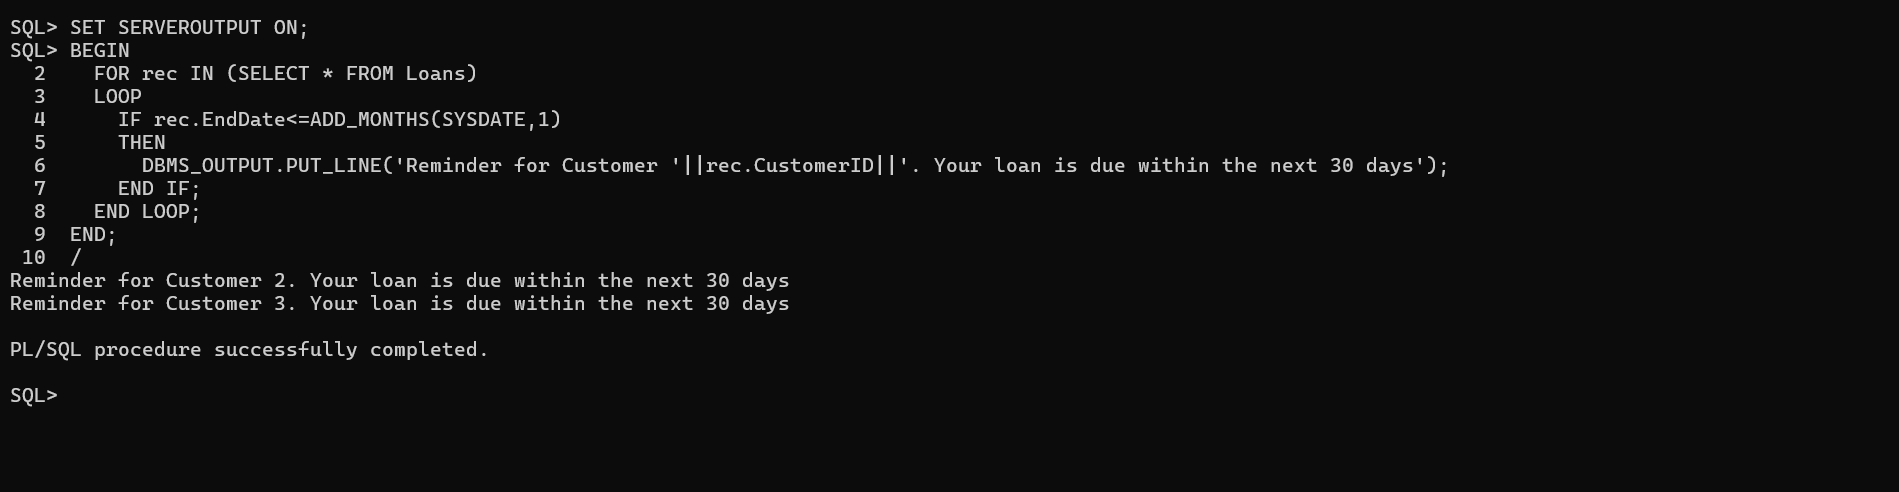 SQL> SET SERVEROUTPUT ON;
SQL> BEGIN
  2    FOR rec IN (SELECT * FROM Loans)
  3    LOOP
  4      IF rec.EndDate<=ADD_MONTHS(SYSDATE,1)
  5      THEN
  6        DBMS_OUTPUT.PUT_LINE('Reminder for Customer '||rec.CustomerID||'. Your loan is due within the next 30 days');
  7      END IF;
  8    END LOOP;
  9  END;
 10  /
Reminder for Customer 2. Your loan is due within the next 30 days
Reminder for Customer 3. Your loan is due within the next 30 days

PL/SQL procedure successfully completed.

SQL>